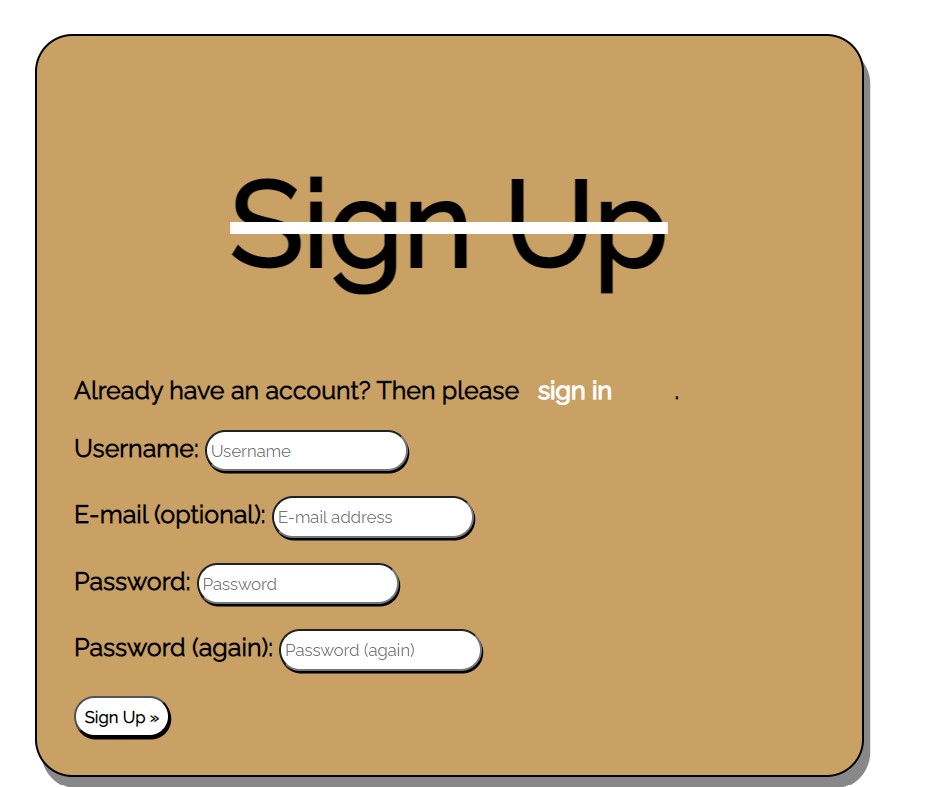 Sign Up
Already have an account? Then please sign in .
Username: Username
E-mail (optional): E-mail address
Password: Password
Password (again): Password (again)
Sign Up »